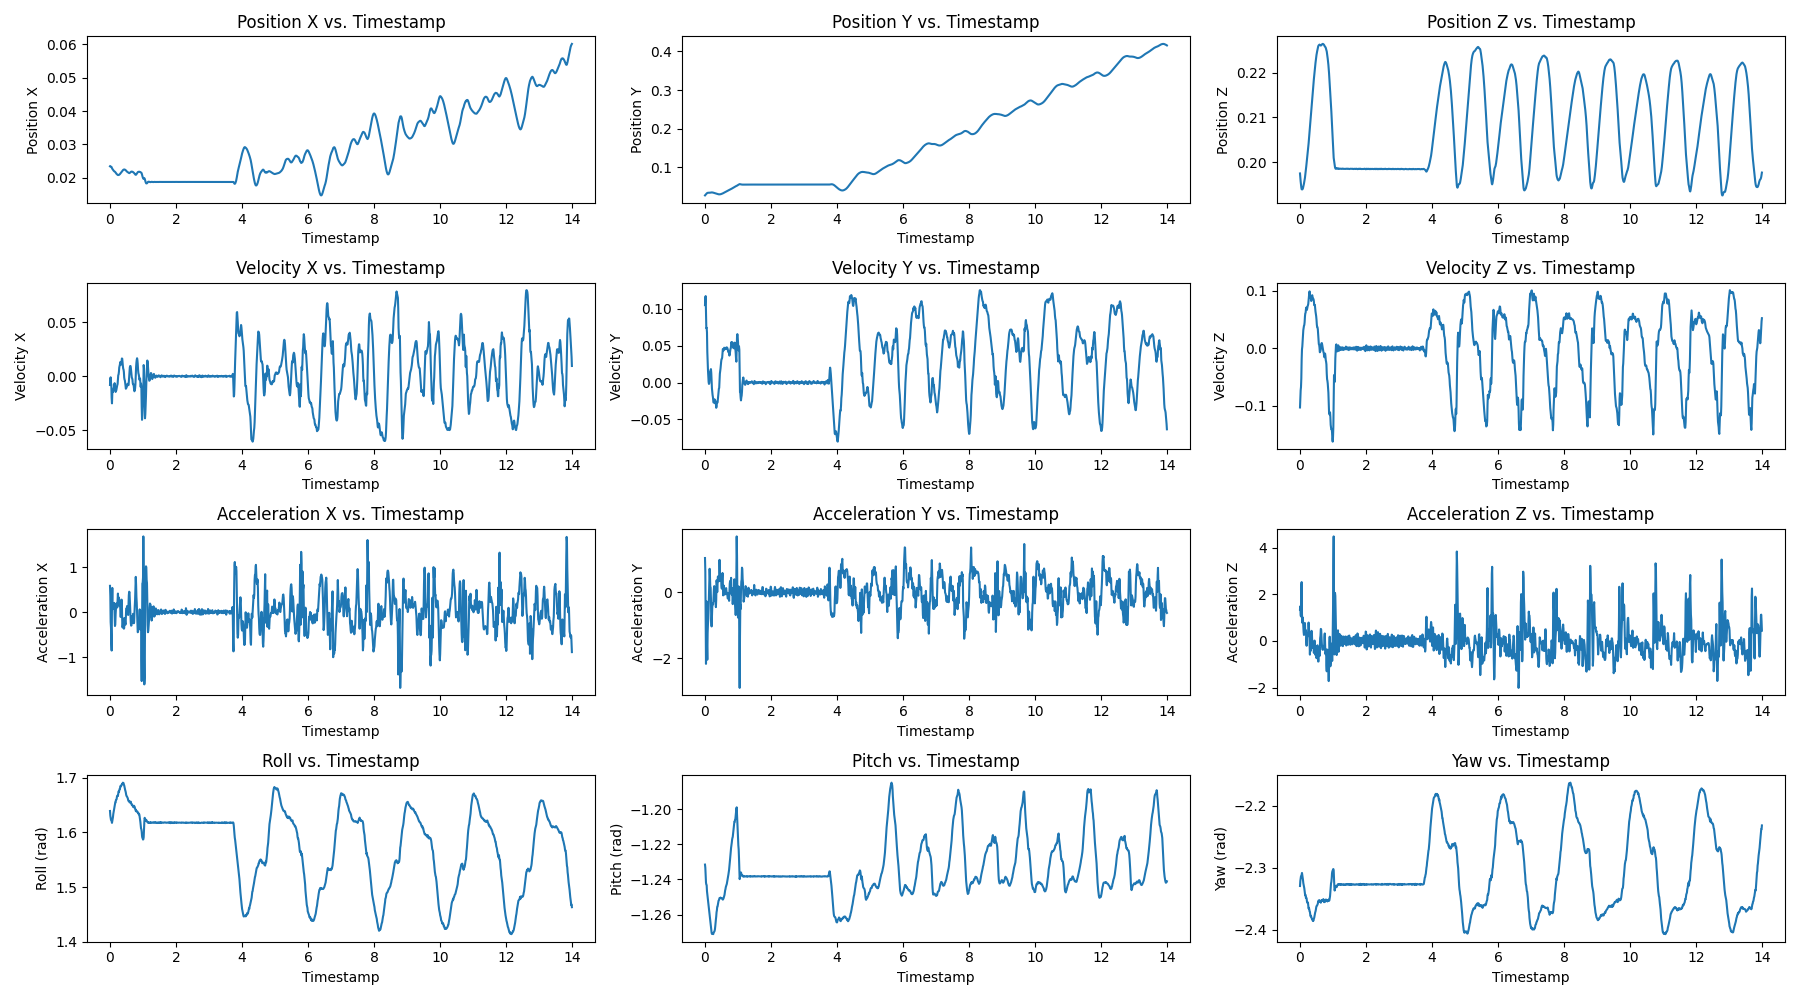 Position X vs. Timestamp
Position X
0.06
0.05
0.04
0.03
0.02
0 2 4 6 8 10 12 14
Timestamp
Position Y vs. Timestamp
Position Y
0.4
0.3
0.2
0.1
0 2 4 6 8 10 12 14
Timestamp
Position Z vs. Timestamp
Position Z
0.22
0.21
0.20
0 2 4 6 8 10 12 14
Timestamp
Velocity X vs. Timestamp
Velocity X
0.05
0.00
−0.05
0 2 4 6 8 10 12 14
Timestamp
Velocity Y vs. Timestamp
Velocity Y
0.10
0.05
0.00
−0.05
0 2 4 6 8 10 12 14
Timestamp
Velocity Z vs. Timestamp
Velocity Z
0.1
0.0
−0.1
0 2 4 6 8 10 12 14
Timestamp
Acceleration X vs. Timestamp
Acceleration X
1
0
−1
0 2 4 6 8 10 12 14
Timestamp
Acceleration Y vs. Timestamp
Acceleration Y
0
−2
0 2 4 6 8 10 12 14
Timestamp
Acceleration Z vs. Timestamp
Acceleration Z
4
2
0
−2
0 2 4 6 8 10 12 14
Timestamp
Roll vs. Timestamp
Roll (rad)
1.7
1.6
1.5
1.4
0 2 4 6 8 10 12 14
Timestamp
Pitch vs. Timestamp
Pitch (rad)
−1.20
−1.22
−1.24
−1.26
0 2 4 6 8 10 12 14
Timestamp
Yaw vs. Timestamp
Yaw (rad)
−2.2
−2.3
−2.4
0 2 4 6 8 10 12 14
Timestamp